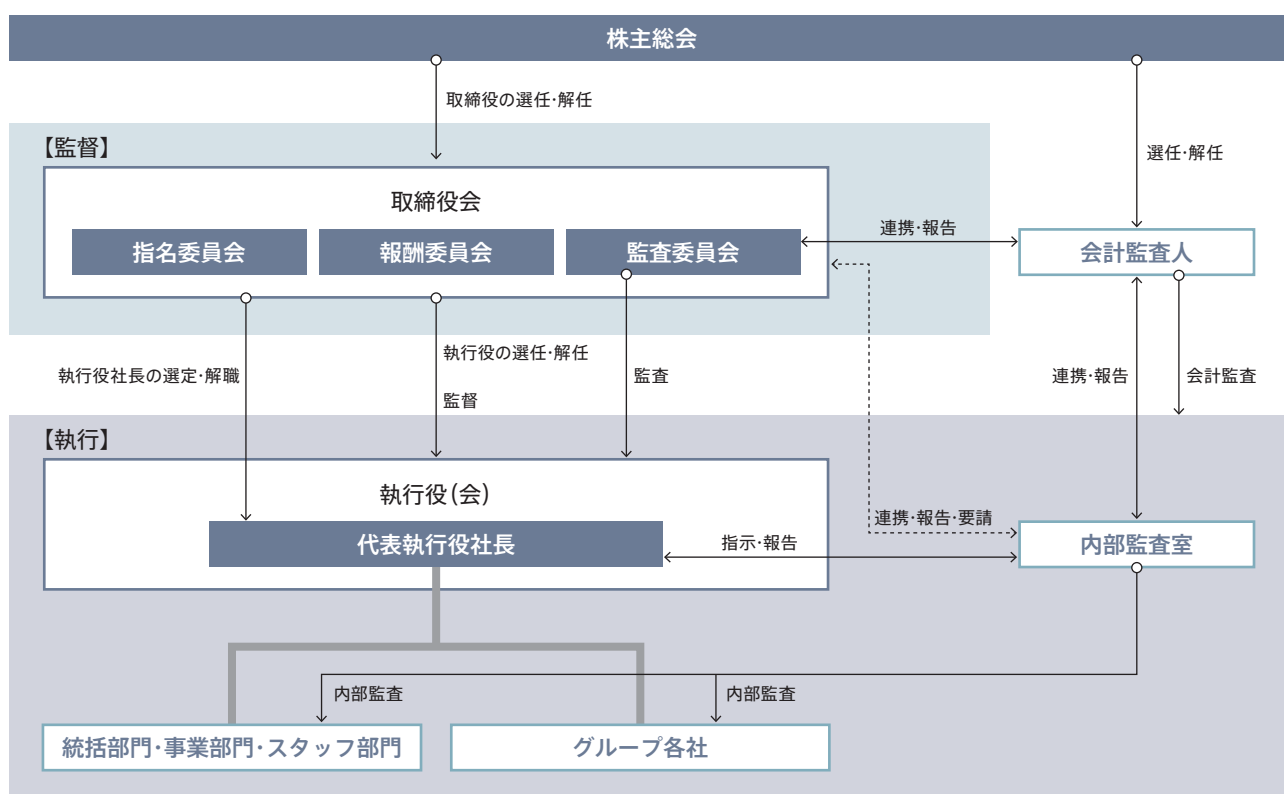 株主総会
取締役の選任・解任
選任・解任
【監督】
取締役会
指名委員会
報酬委員会
監査委員会
連携・報告
会計監査人
執行役社長の選定・解職
執行役の選任・解任
監督
監査
連携・報告
会計監査
【執行】
執行役(会)
代表執行役社長
連携・報告・要請
指示・報告
内部監査室
内部監査
内部監査
統括部門・事業部門・スタッフ部門
グループ各社